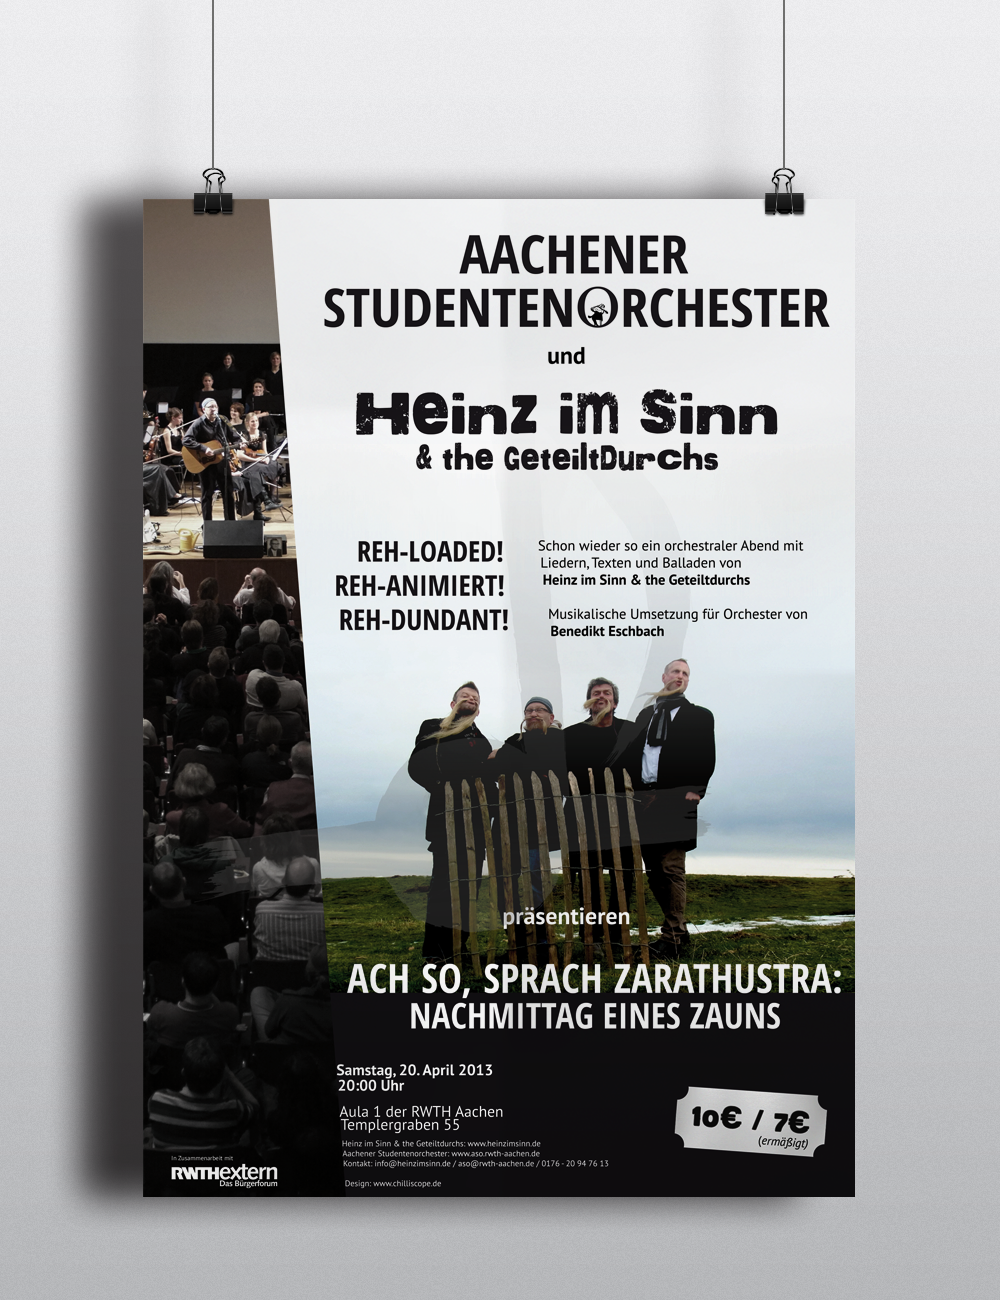 AACHENER
STUDENTENORCHESTER
und
Heinz im Sinn
& the GeteiltDurchs
REH-LOADED!
REH-ANIMIERT!
REH-DUNDANT!
Schon wieder so ein orchestraler Abend mit
Liedern, Texten und Balladen von
Heinz im Sinn & the Geteiltdurchs
Musikalische Umsetzung für Orchester von
Benedikt Eschbach
präsentieren
ACH SO, SPRACH ZARATHUSTRA:
NACHMITTAG EINES ZAUNS
Samstag, 20. April 2013
20:00 Uhr
Aula 1 der RWTH Aachen
Templergraben 55
Heinz im Sinn & the Geteiltdurchs: www.heinzimsinn.de
Aachener Studentenorchester: www.aso.rwth-aachen.de
Kontakt: info@heinzimsinn.de / aso@rwth-aachen.de / 0176 - 20 94 76 13
Design: www.chilliscope.de
10€ / 7€
(ermäßigt)
In Zusammenarbeit mit
RWTHextern
Das Bürgerforum